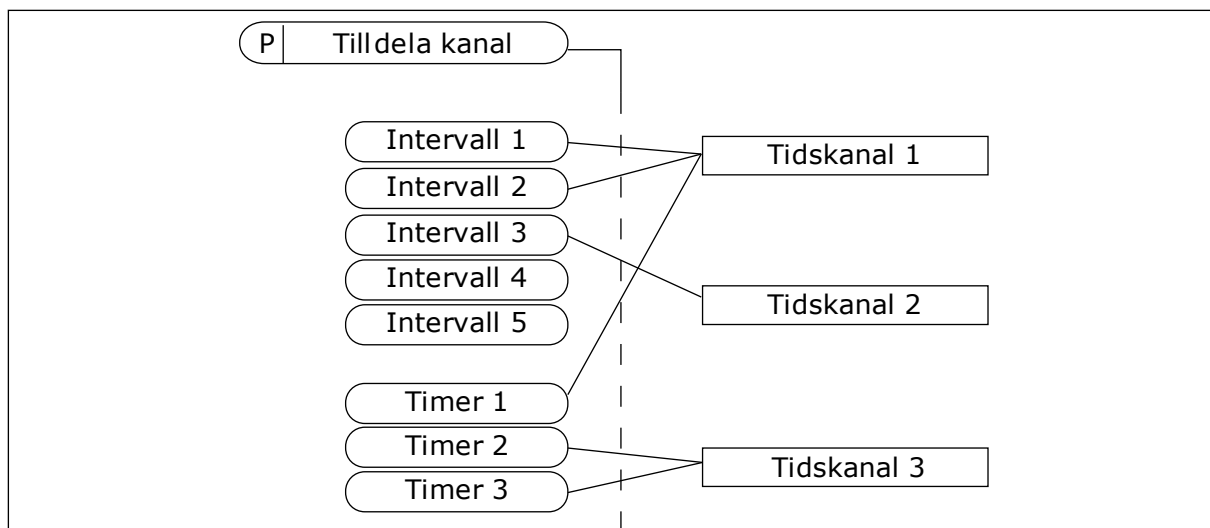 P Tilldela kanal
Intervall 1
Tidskanal 1
Intervall 2
Intervall 3
Intervall 4
Tidskanal 2
Intervall 5
Timer 1
Timer 2
Tidskanal 3
Timer 3